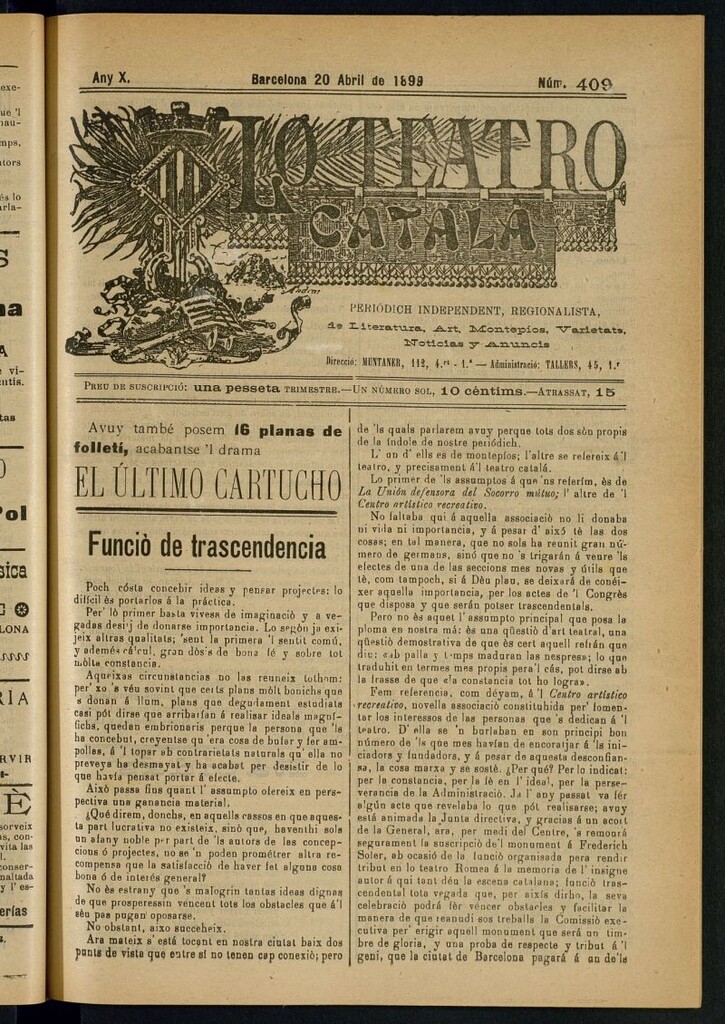 Any X.
Barcelona 20 Abril de 1899
Núm. 409
LO TEATRO
CATALÁ
PERIÓDICH INDEPENDENT, REGIONALISTA,
de Literatura, Art, Montepíos, Varietats,
Noticias y Anuncis
Direcció: MUNTANER, 112, 4.rt - 1.ª — Administració: TALLERS, 45, 1.r
PREU DE SUSCRIPCIÓ: una pesseta TRIMESTRE.—UN NÚMERO SOL, 10 céntims.—ATRASSAT, 15
Avuy també posem 16 planas de
folletí, acabantse 'l drama
EL ÚLTIMO CARTUCHO
Funció de trascendencia
Poch cósta concebir ideas y pensar projectes: lo
difícil és portarlos á la práctica.
Per' lo primer basta vivesa de imaginació y a ve-
gadas desitj de donarse importancia. Lo segón ja exi-
jeix altras qualitats; 'sent la primera 'l sentit comú,
y además cálcul, gran dòsis de bona fé y sobre tot
mólta constancia.
Aqueixas circunstancias no las reuneix tothom:
per' xo 's véu sovint que certs plans mólt bonichs que
's donan á llum, plans que degudament estudiats
casi pót dirse que arribarían á realisar ideals magní-
fichs, quedan embrionaris perque la persona que 'ls
ha concebut, creyentse qu'era cosa de bufar y fer am-
pollas, á 'l topar ab contrarietats naturals qu' ella no
preveya ha desmayat y ha acabat per desistir de lo
que havía pensat portar á efecte.
Aixó passa fins quant l' assumpto ofereix en pers-
pectiva una ganancia material.
¿Qué direm, donchs, en aquells cassos en que aques-
ta part lucrativa no existeix, sinó que, haventhi sols
un afany noble per part de 'ls autors de las concep-
cions ó projectes, no se 'n poden prométrer altra re-
compensa que la satisfacció de haver fet alguna cosa
bona ó de interés general?
No és estrany que 's malogrin tantas ideas dignas
de que prosperessin vencent tots los obstacles que á'l
séu pas pugan oposarse.
No obstant, aixo succeheix.
Ara mateix s' está tocant en nostra ciutat baix dos
punts de vista que entre sí no tenen cap conexió; pero
de 'ls quals parlarem avuy perque tots dos són propis
de la índole de nostre periódich.
L' un d' ells és de montepíos; l'altre se refereix á'l
teatro, y precisament á'l teatro catalá.
Lo primer de 'ls assumptos á que 'ns referim, és de
La Unión defensora del Socorro mútuo; l' altre de 'l
Centro artístico recreativo.
No faltaba qui á aquella associació no li donaba
ni vida ni importancia, y á pesar d' aixó té las dos
cosas; en tal manera, que no sols ha reunit gran nú-
mero de germans, sinó que no 's trigarán á veure 'ls
efectes de una de las seccions mes novas y útils que
té, com tampoch, si á Déu plau, se deixará de conéi-
xer aquella importancia, per los actes de 'l Congrés
que disposa y que serán potser trascendentals.
Pero no és aquet l' assumpto principal que posa la
ploma en nostra má: és una qüestió d'art teatral, una
qüestió demostrativa de que és cert aquell refrán que
diu: «ab palla y temps maduran las nespres»; lo que
traduhit en termes mes propis pera'l cás, pot dirse ab
la frasse de que «la constancia tot ho logra».
Fem referencia, com déyam, á 'l Centro artístico
recreativo, novella associació constituhida per' fomen-
tar los interessos de las personas que 's dedican á 'l
teatro. D' ella se 'n burlaban en son principi bon
número de 'ls que mes havían de encoratjar á 'ls ini-
ciadors y fundadors, y á pesar de aquesta desconfian-
sa, la cosa marxa y se sosté. ¿Per qué? Per lo indicat:
per la constancia, per la fé en l' ideal, per la perse-
verancia de la Administració. Ja l' any passat va fer
algún acte que revelaba lo que pót realisarse; avuy
está animada la Junta directiva, y gracias á un acort
de la General, ara, per medi del Centre, 's remourá
segurament la suscripció de'l monument á Frederich
Soler, ab ocasió de la funció organisada pera rendir
tribut en lo teatro Romea á la memoria de l' insigne
autor á qui tant déu la escena catalana; funció tras-
cendental tota vegada que, per aixís dirho, la seva
celebració podrá fer véncer obstacles y facilitar la
manera de que reanudi sos treballs la Comissió exe-
cutiva per' erigir aquell monument que será un tim-
bre de gloria, y una proba de respecte y tribut á 'l
geni, que la ciutat de Barcelona pagará á un de'ls